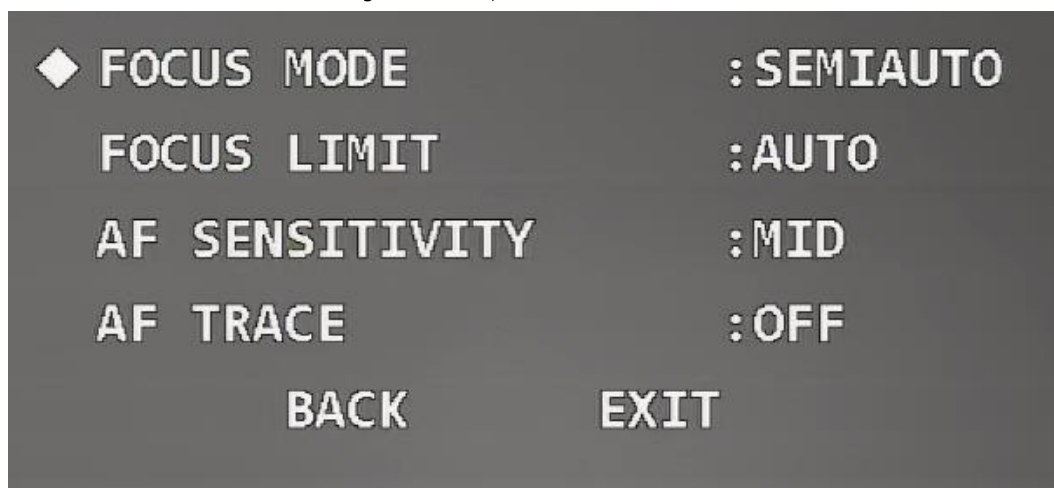 FOCUS MODE :SEMIAUTO
FOCUS LIMIT :AUTO
AF SENSITIVITY :MID
AF TRACE :OFF
BACK EXIT